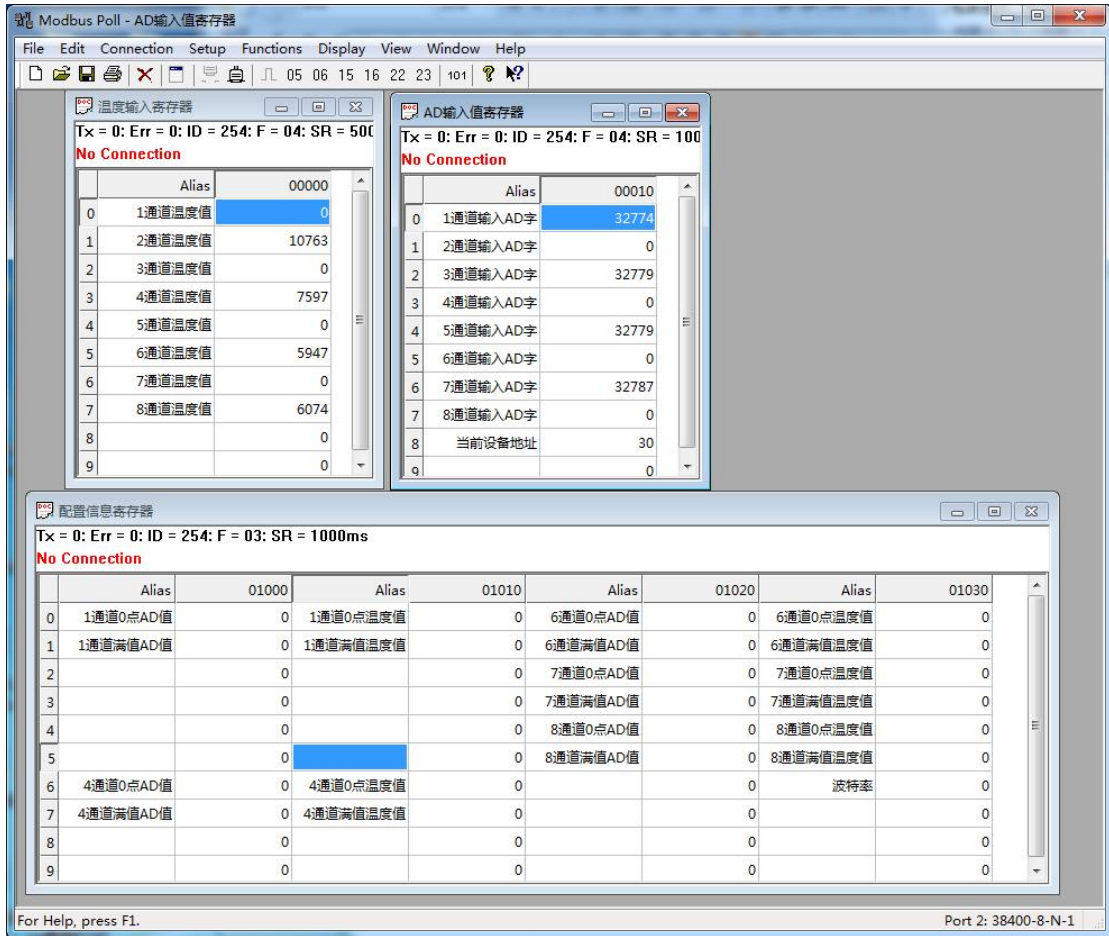 Modbus Poll - AD输入值寄存器
File Edit Connection Setup Functions Display View Window Help
05 06 15 16 22 23 101
温度输入寄存器
Tx = 0: Err = 0: ID = 254: F = 04: SR = 500
No Connection
Alias 00000
0 1通道温度值 0
1 2通道温度值 10763
2 3通道温度值 0
3 4通道温度值 7597
4 5通道温度值 0
5 6通道温度值 5947
6 7通道温度值 0
7 8通道温度值 6074
8 0
9 0
AD输入值寄存器
Tx = 0: Err = 0: ID = 254: F = 04: SR = 100
No Connection
Alias 00010
0 1通道输入AD字 32774
1 2通道输入AD字 0
2 3通道输入AD字 32779
3 4通道输入AD字 0
4 5通道输入AD字 32779
5 6通道输入AD字 0
6 7通道输入AD字 32787
7 8通道输入AD字 0
8 当前设备地址 30
9 0
配置信息寄存器
Tx = 0: Err = 0: ID = 254: F = 03: SR = 1000ms
No Connection
Alias 01000 Alias 01010 Alias 01020 Alias 01030
0 1通道0点AD值 0 1通道0点温度值 0 6通道0点AD值 0 6通道0点温度值 0
1 1通道满值AD值 0 1通道满值温度值 0 6通道满值AD值 0 6通道满值温度值 0
2 0 0 7通道0点AD值 0 7通道0点温度值 0
3 0 0 7通道满值AD值 0 7通道满值温度值 0
4 0 0 8通道0点AD值 0 8通道0点温度值 0
5 0 0 8通道满值AD值 0 8通道满值温度值 0
6 4通道0点AD值 0 4通道0点温度值 0 0 波特率 0
7 4通道满值AD值 0 4通道满值温度值 0 0 0
8 0 0 0 0
9 0 0 0 0
For Help, press F1.
Port 2: 38400-8-N-1